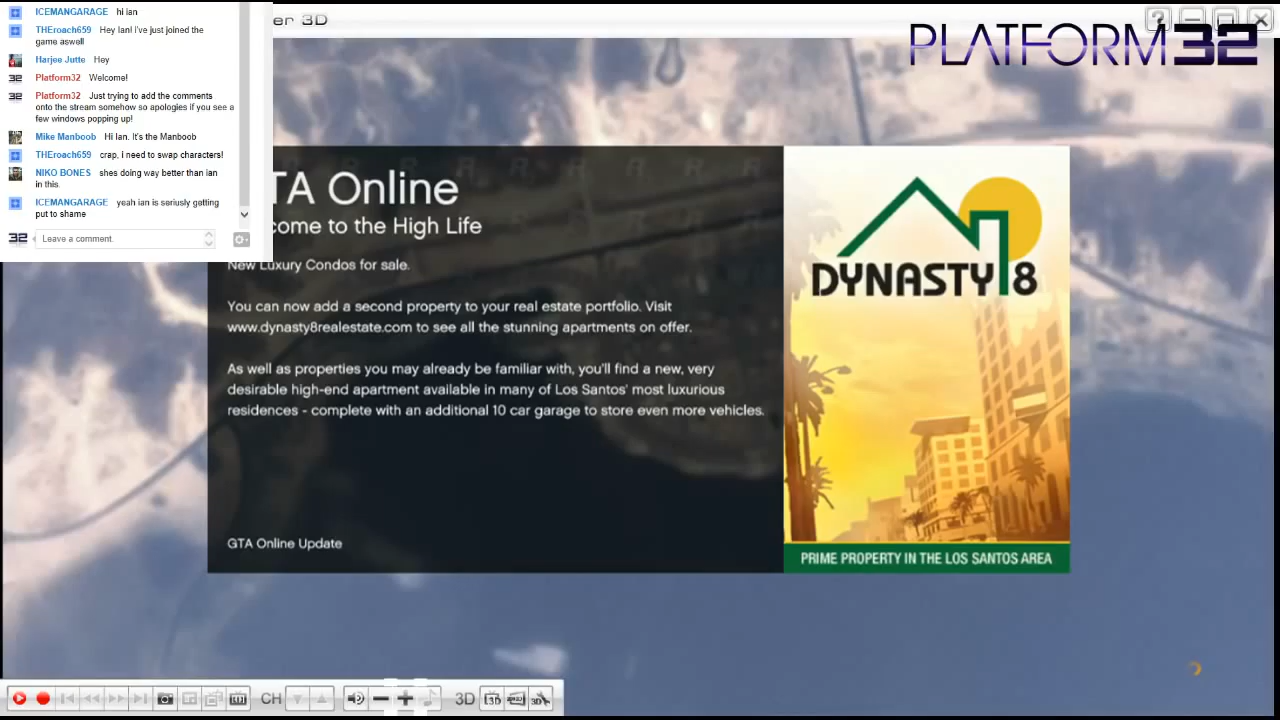 ICEMANGARAGE hi ian
THEroach659 Hey Ian! i've just joined the
game aswell
Harjee Jutte Hey
32 Platform32 Welcome!
32 Platform32 Just trying to add the comments
onto the stream somehow so apologies if you see a
few windows popping up!
Mike Manboob Hi Ian. It's the Manboob
THEroach659 crap, i need to swap characters!
NIKO BONES shes doing way better than ian
in this.
ICEMANGARAGE yeah ian is seriusly getting
put to shame
32 Leave a comment.
er 3D
PLATFORM32
TA Online
come to the High Life
New Luxury Condos for sale.
You can now add a second property to your real estate portfolio. Visit
www.dynasty8realestate.com to see all the stunning apartments on offer.
As well as properties you may already be familiar with, you'll find a new, very
desirable high-end apartment available in many of Los Santos' most luxurious
residences - complete with an additional 10 car garage to store even more vehicles.
GTA Online Update
DYNASTY 8
PRIME PROPERTY IN THE LOS SANTOS AREA
CH 3D